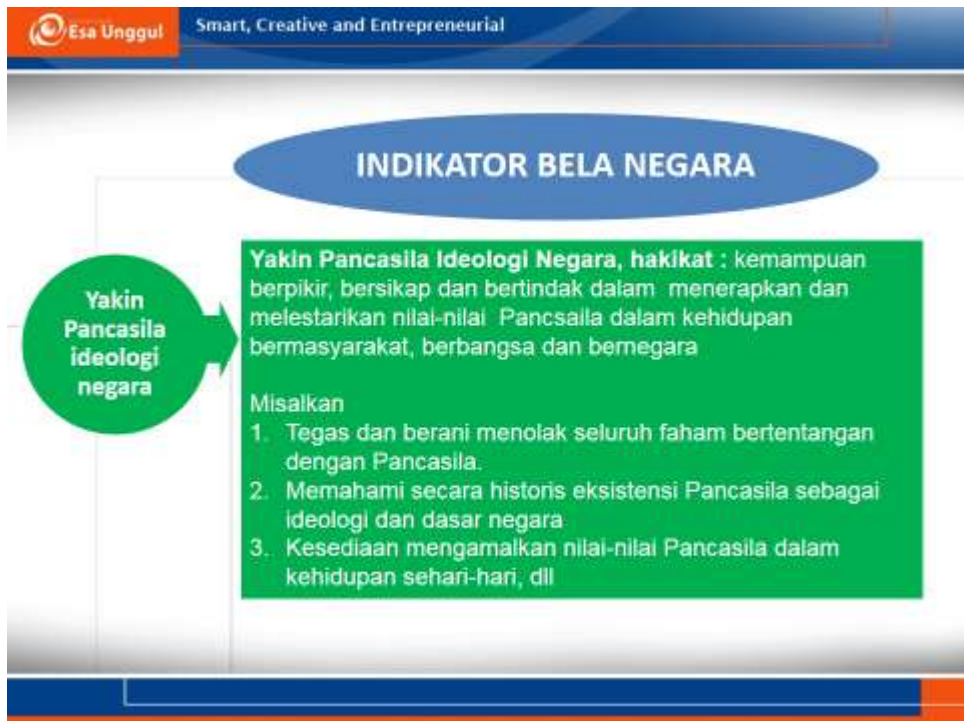 Esa Unggul
Smart, Creative and Entrepreneurial
INDIKATOR BELA NEGARA
Yakin
Pancasila
ideologi
negara
Yakin Pancasila Ideologi Negara, hakikat : kemampuan
berpikir, bersikap dan bertindak dalam menerapkan dan
melestarikan nilai-nilai Pancsaila dalam kehidupan
bermasyarakat, berbangsa dan bernegara
Misalkan
1. Tegas dan berani menolak seluruh faham bertentangan
dengan Pancasila.
2. Memahami secara historis eksistensi Pancasila sebagai
ideologi dan dasar negara
3. Kesediaan mengamalkan nilai-nilai Pancasila dalam
kehidupan sehari-hari, dll